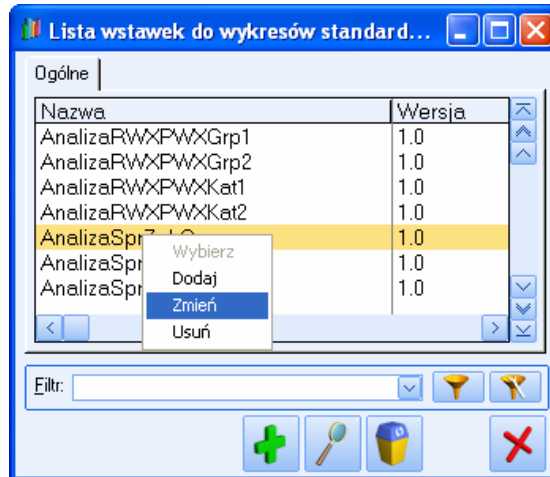 Lista wstawek do wykresów standard...
Ogólne
Nazwa Wersja
AnalizaRWXPWXGrp1 1.0
AnalizaRWXPWXGrp2 1.0
AnalizaRWXPWXKat1 1.0
AnalizaRWXPWXKat2 1.0
1.0
1.0
1.0
Wybierz
Dodaj
Zmień
Usuń
Filtr: